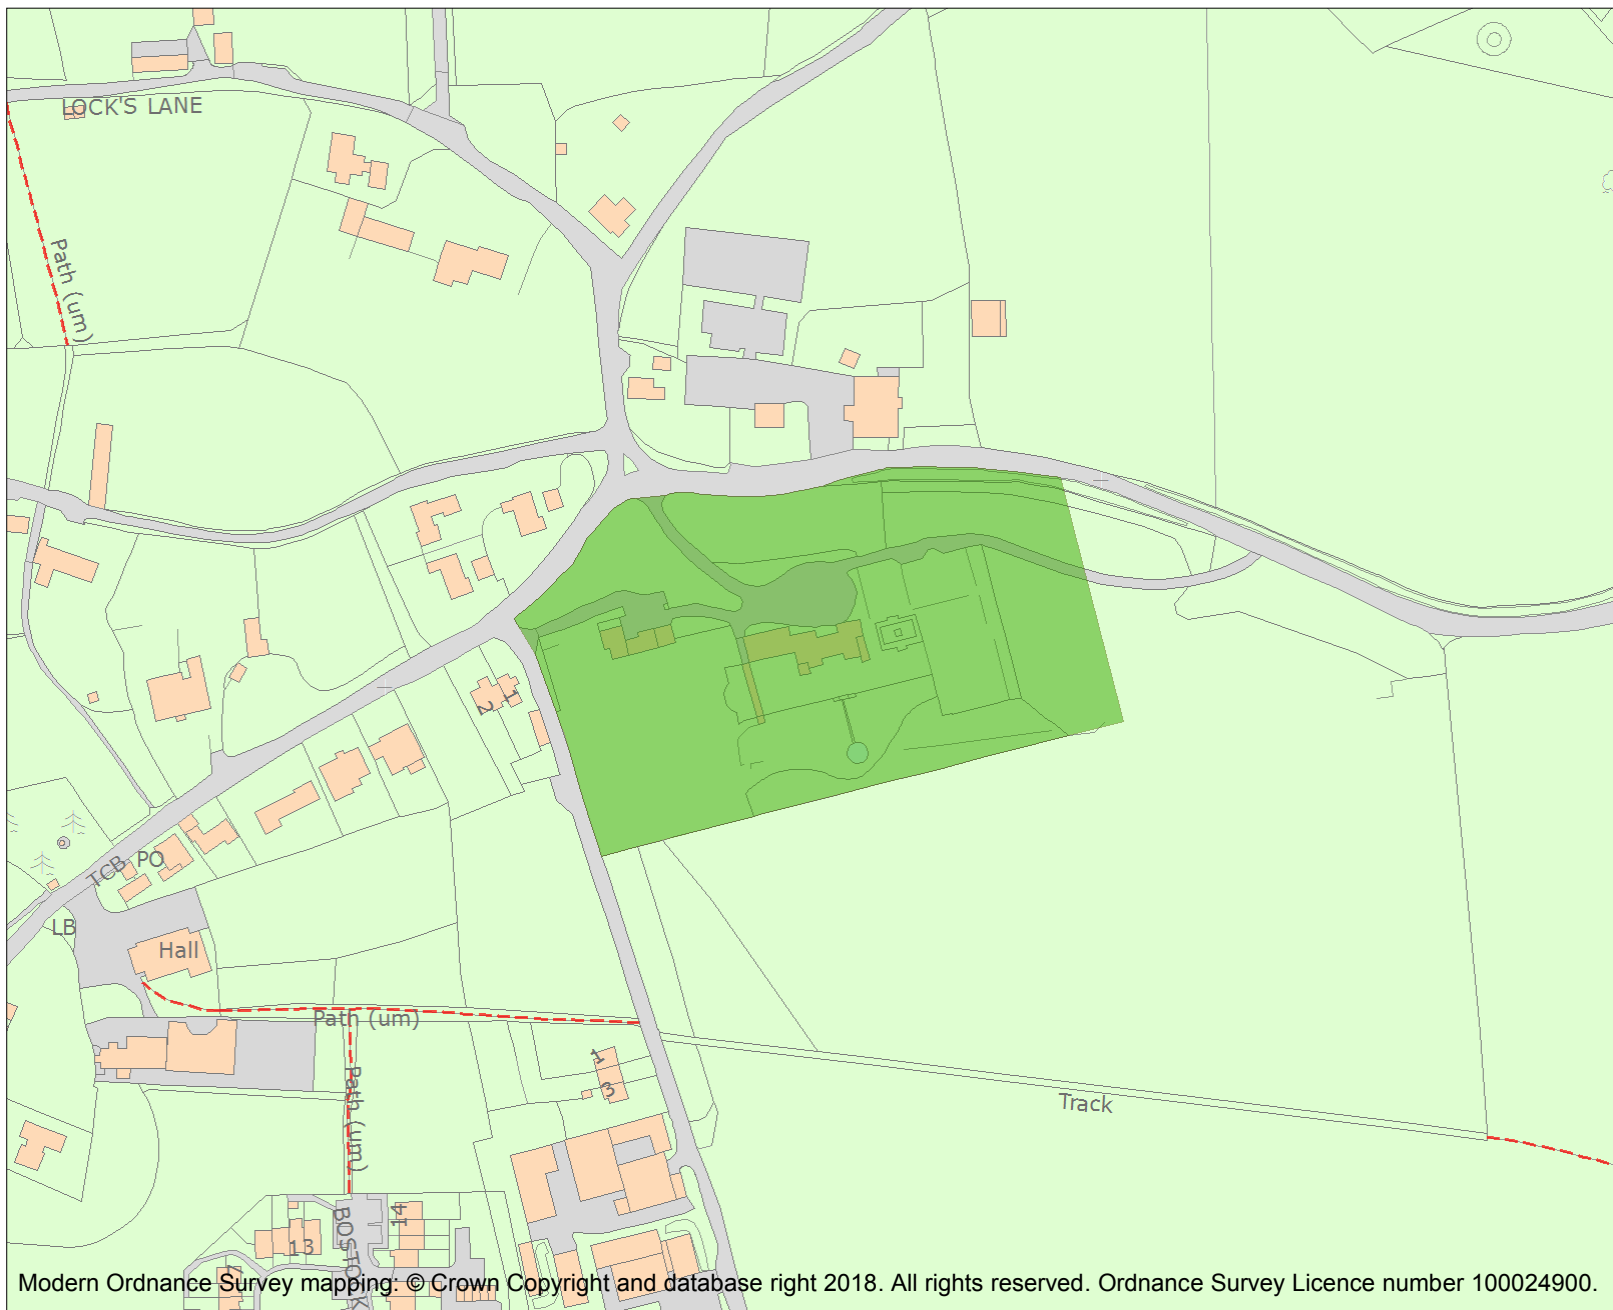 LOCK'S LANE
Path (um)
1
2
TCB
PO
LB
Hall
Path (um)
Path (um)
1
3
Track
14
13
BOSTOCK
Modern Ordnance Survey mapping: © Crown Copyright and database right 2018. All rights reserved. Ordnance Survey Licence number 100024900.